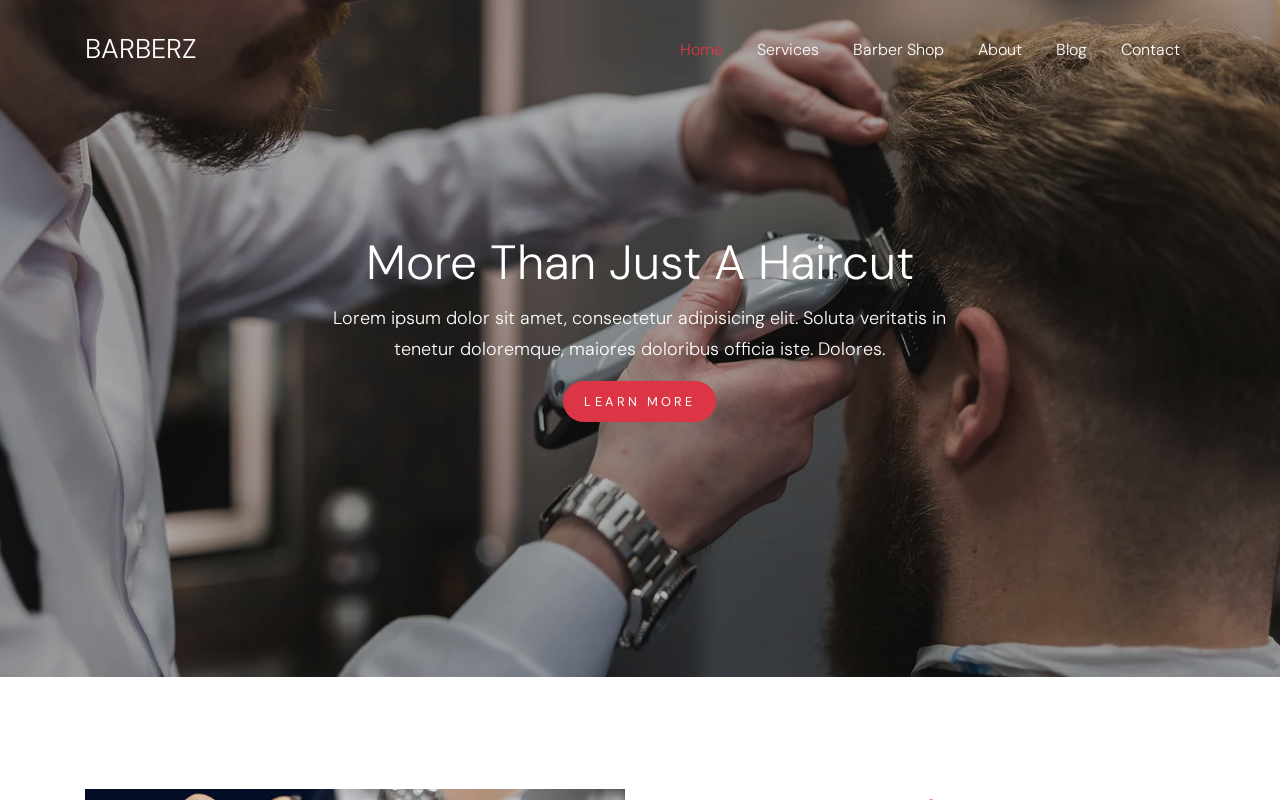 BARBERZ
Home Services Barber Shop About Blog Contact
More Than Just A Haircut
Lorem ipsum dolor sit amet, consectetur adipisicing elit. Soluta veritatis in
tenetur doloremque, maiores doloribus officia iste. Dolores.
LEARN MORE